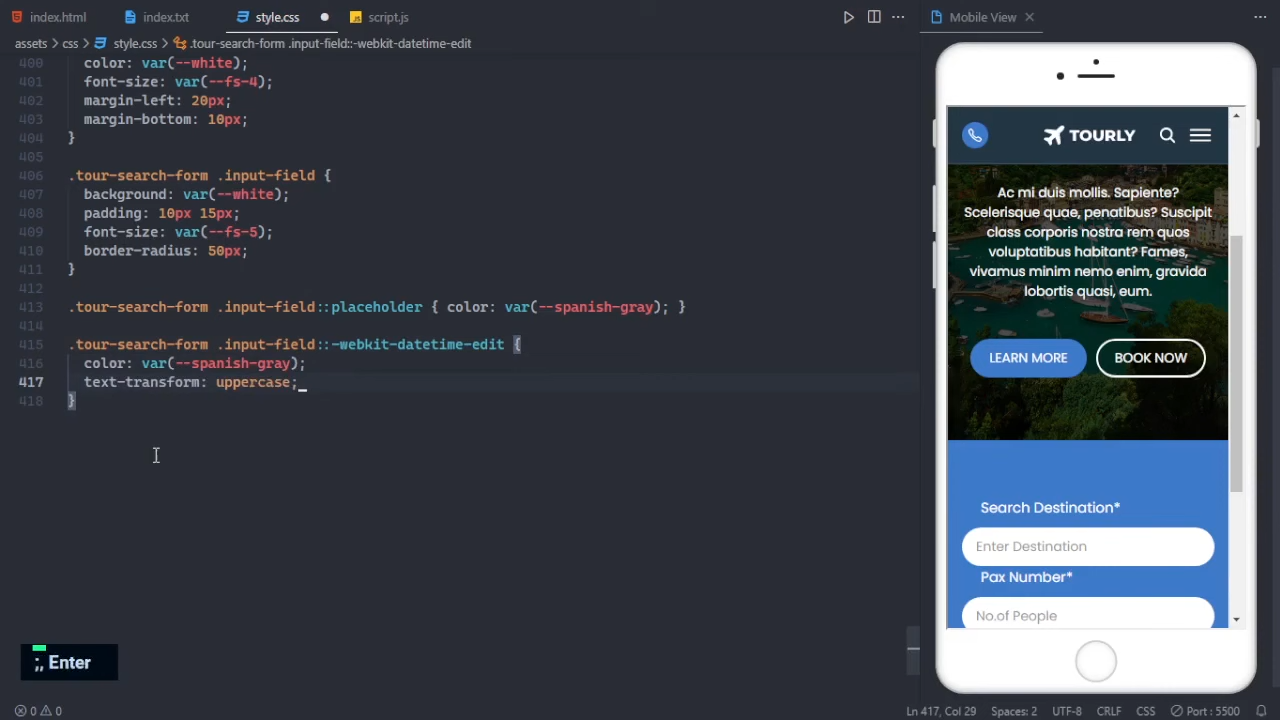 index.html
index.txt
style.css
script.js
Mobile View
assets > css > style.css > .tour-search-form .input-field::-webkit-datetime-edit
400 color: var(--white);
401 font-size: var(--fs-4);
402 margin-left: 20px;
403 margin-bottom: 10px;
404 }
405
406 .tour-search-form .input-field {
407 background: var(--white);
408 padding: 10px 15px;
409 font-size: var(--fs-5);
410 border-radius: 50px;
411 }
412
413 .tour-search-form .input-field::placeholder { color: var(--spanish-gray); }
414
415 .tour-search-form .input-field::-webkit-datetime-edit {
416 color: var(--spanish-gray);
417 text-transform: uppercase;
418 }
;, Enter
TOURLY
Ac mi duis mollis. Sapiente?
Scelerisque quae, penatibus? Suscipit
class corporis nostra rem quos
voluptatibus habitant? Fames,
vivamus minim nemo enim, gravida
lobortis quasi, eum.
LEARN MORE
BOOK NOW
Search Destination*
Enter Destination
Pax Number*
No.of People
0 0
Ln 417, Col 29
Spaces: 2
UTF-8
CRLF
CSS
Port : 5500